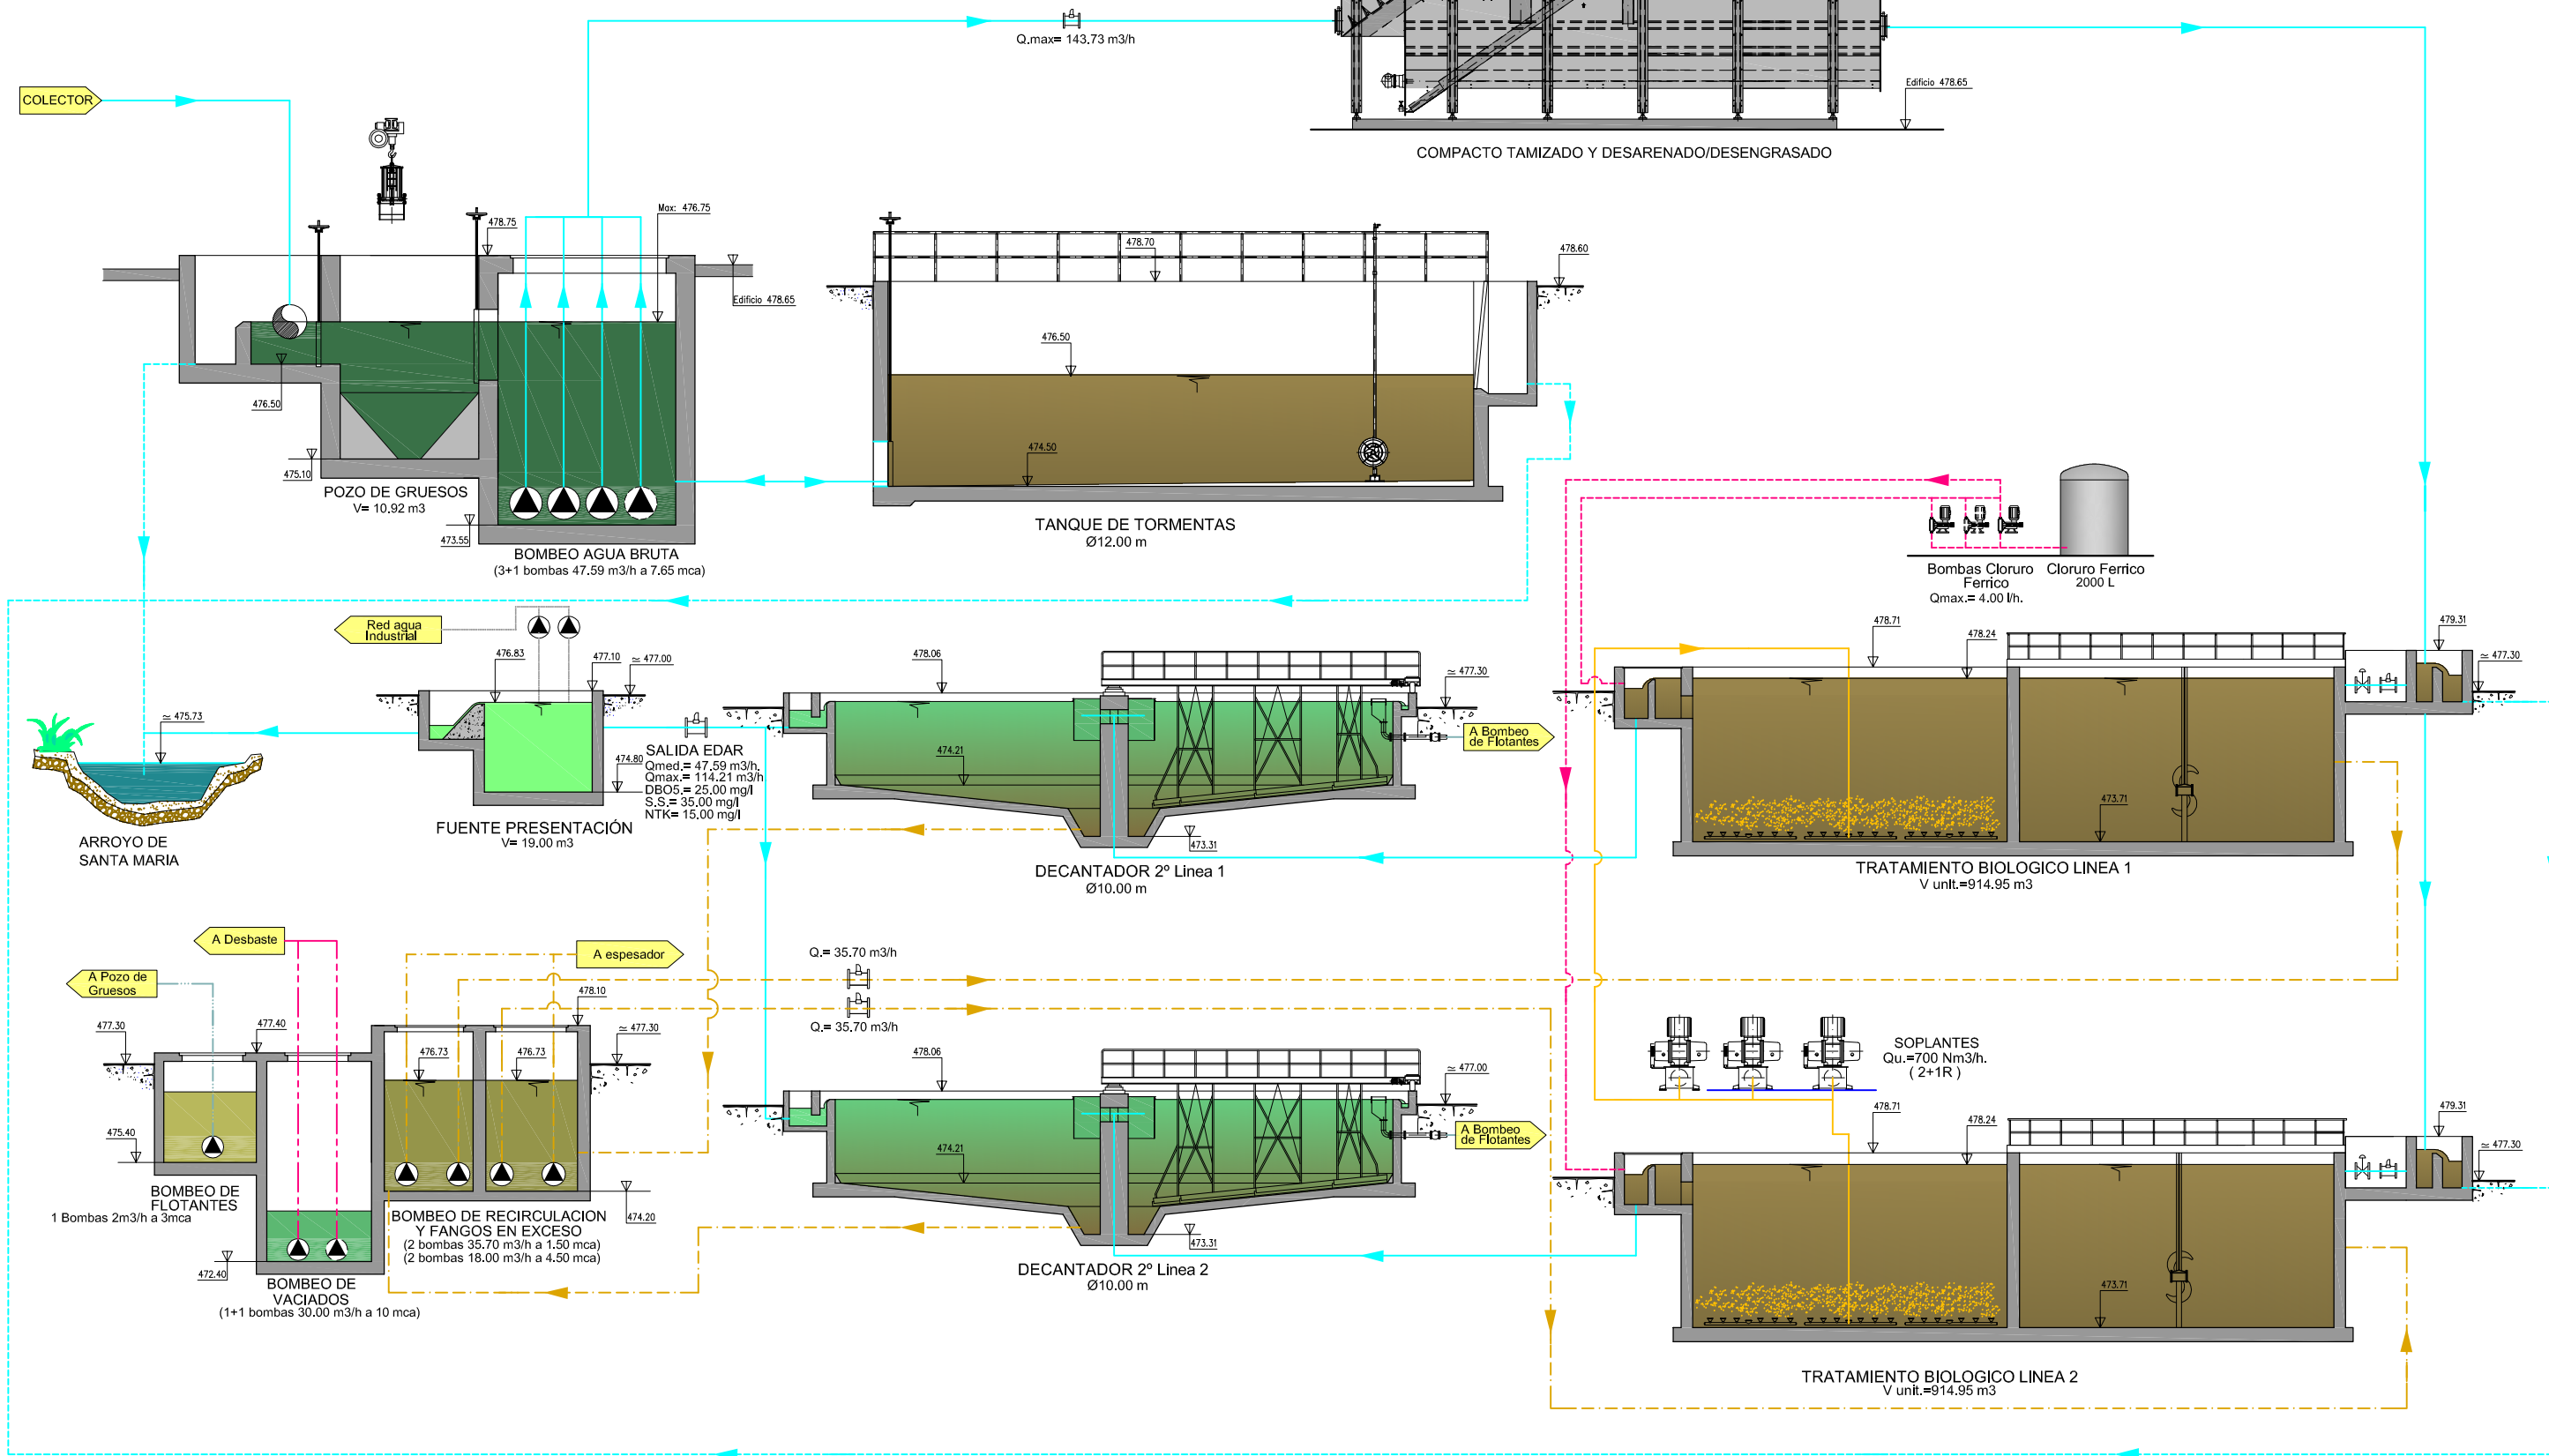 Q.max= 143.73 m3/h
COLECTOR
Edificio 478.65
COMPACTO TAMIZADO Y DESARENADO/DESENGRASADO
Max: 476.75
478.75
Edificio 478.65
476.50
475.10
POZO DE GRUESOS
V= 10.92 m3
473.55
BOMBEO AGUA BRUTA
(3+1 bombas 47.59 m3/h a 7.65 mca)
478.70
478.60
476.50
474.50
TANQUE DE TORMENTAS
Ø12.00 m
Bombas Cloruro
Ferrico
Qmax.= 4.00 l/h.
Cloruro Ferrico
2000 L
Red agua
Industrial
476.83
477.10
≃ 477.00
474.80
FUENTE PRESENTACIÓN
V= 19.00 m3
SALIDA EDAR
Qmed.= 47.59 m3/h.
Qmax.= 114.21 m3/h
DBO5.= 25.00 mg/l
S.S.= 35.00 mg/l
NTK= 15.00 mg/l
≃ 475.73
ARROYO DE
SANTA MARIA
478.06
≃ 477.30
474.21
473.31
A Bombeo
de Flotantes
DECANTADOR 2º Linea 1
Ø10.00 m
478.71
478.24
479.31
≃ 477.30
473.71
TRATAMIENTO BIOLOGICO LINEA 1
V unit.=914.95 m3
A Desbaste
A Pozo de
Gruesos
A espesador
Q.= 35.70 m3/h
Q.= 35.70 m3/h
477.30
477.40
478.10
≃ 477.30
476.73
476.73
475.40
BOMBEO DE
FLOTANTES
1 Bombas 2m3/h a 3mca
472.40
BOMBEO DE
VACIADOS
(1+1 bombas 30.00 m3/h a 10 mca)
474.20
BOMBEO DE RECIRCULACION
Y FANGOS EN EXCESO
(2 bombas 35.70 m3/h a 1.50 mca)
(2 bombas 18.00 m3/h a 4.50 mca)
478.06
≃ 477.00
474.21
473.31
A Bombeo
de Flotantes
DECANTADOR 2º Linea 2
Ø10.00 m
SOPLANTES
Qu.=700 Nm3/h.
( 2+1R )
478.71
478.24
479.31
≃ 477.30
473.71
TRATAMIENTO BIOLOGICO LINEA 2
V unit.=914.95 m3